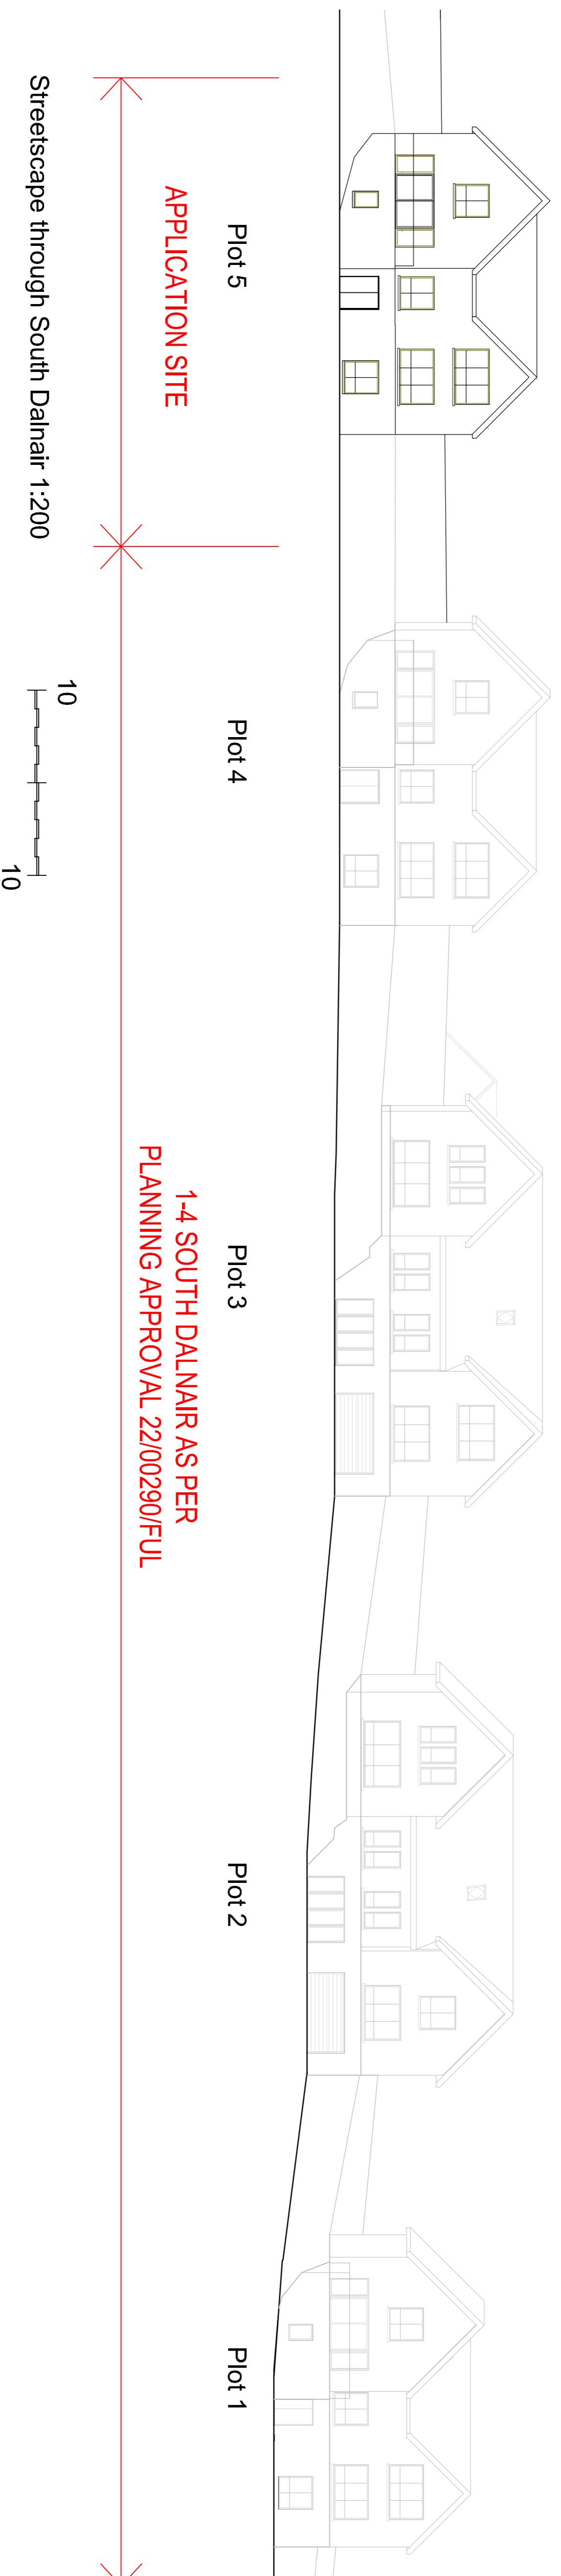 Plot 5
Plot 4
Plot 3
Plot 2
Plot 1
APPLICATION SITE
1-4 SOUTH DALNAIR AS PER
PLANNING APPROVAL 22/00290/FUL
Streetscape through South Dalnair 1:200
10
10